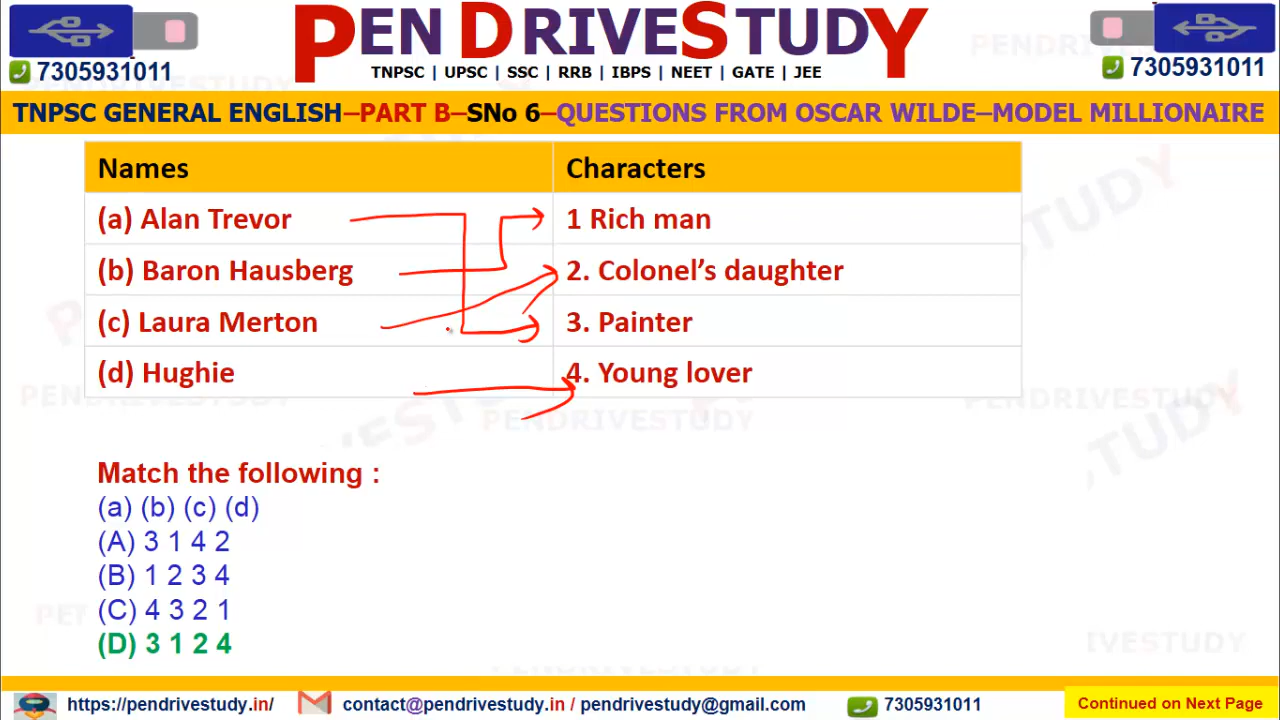 PEN DRIVESTUDY
7305931011
TNPSC | UPSC | SSC | RRB | IBPS | NEET | GATE | JEE
7305931011
TNPSC GENERAL ENGLISH–PART B–SNo 6–QUESTIONS FROM OSCAR WILDE–MODEL MILLIONAIRE
Names Characters
(a) Alan Trevor 1 Rich man
(b) Baron Hausberg 2. Colonel’s daughter
(c) Laura Merton 3. Painter
(d) Hughie 4. Young lover
Match the following :
(a) (b) (c) (d)
(A) 3 1 4 2
(B) 1 2 3 4
(C) 4 3 2 1
(D) 3 1 2 4
https://pendrivestudy.in/ contact@pendrivestudy.in / pendrivestudy@gmail.com 7305931011 Continued on Next Page